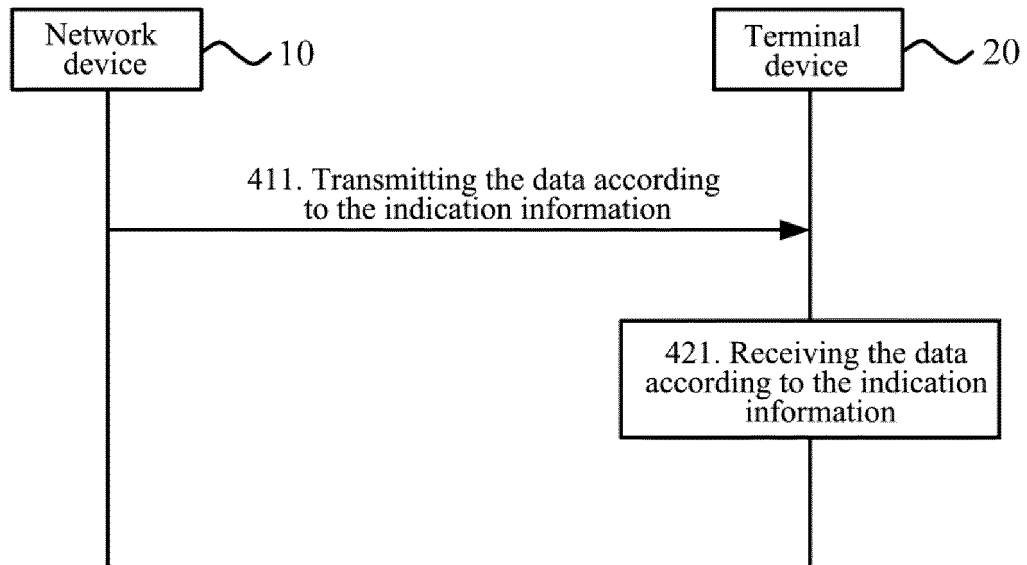 Network
device
10
Terminal
device
20
411. Transmitting the data according
to the indication information
421. Receiving the data
according to the indication
information